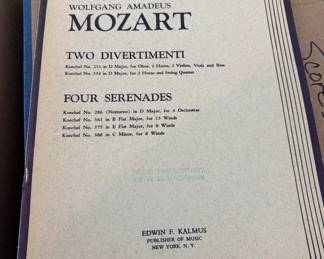 WOLFGANG AMADEUS
MOZART
TWO DIVERTIMENTI
Koechel No. 251 in D Major, for Oboe, 2 Horns, 2 Violins, Viola and Bass
Koechel No. 334 in D Major, for 2 Horns and String Quartet
FOUR SERENADES
Koechel No. 286 (Notturno) in D Major, for 4 Orchestras
Koechel No. 361 in B Flat Major, for 13 Winds
Koechel No. 375 in E Flat Major, for 8 Winds
Koechel No. 388 in C Minor, for 8 Winds
EDWIN F. KALMUS
PUBLISHER OF MUSIC
NEW YORK, N. Y.
Score